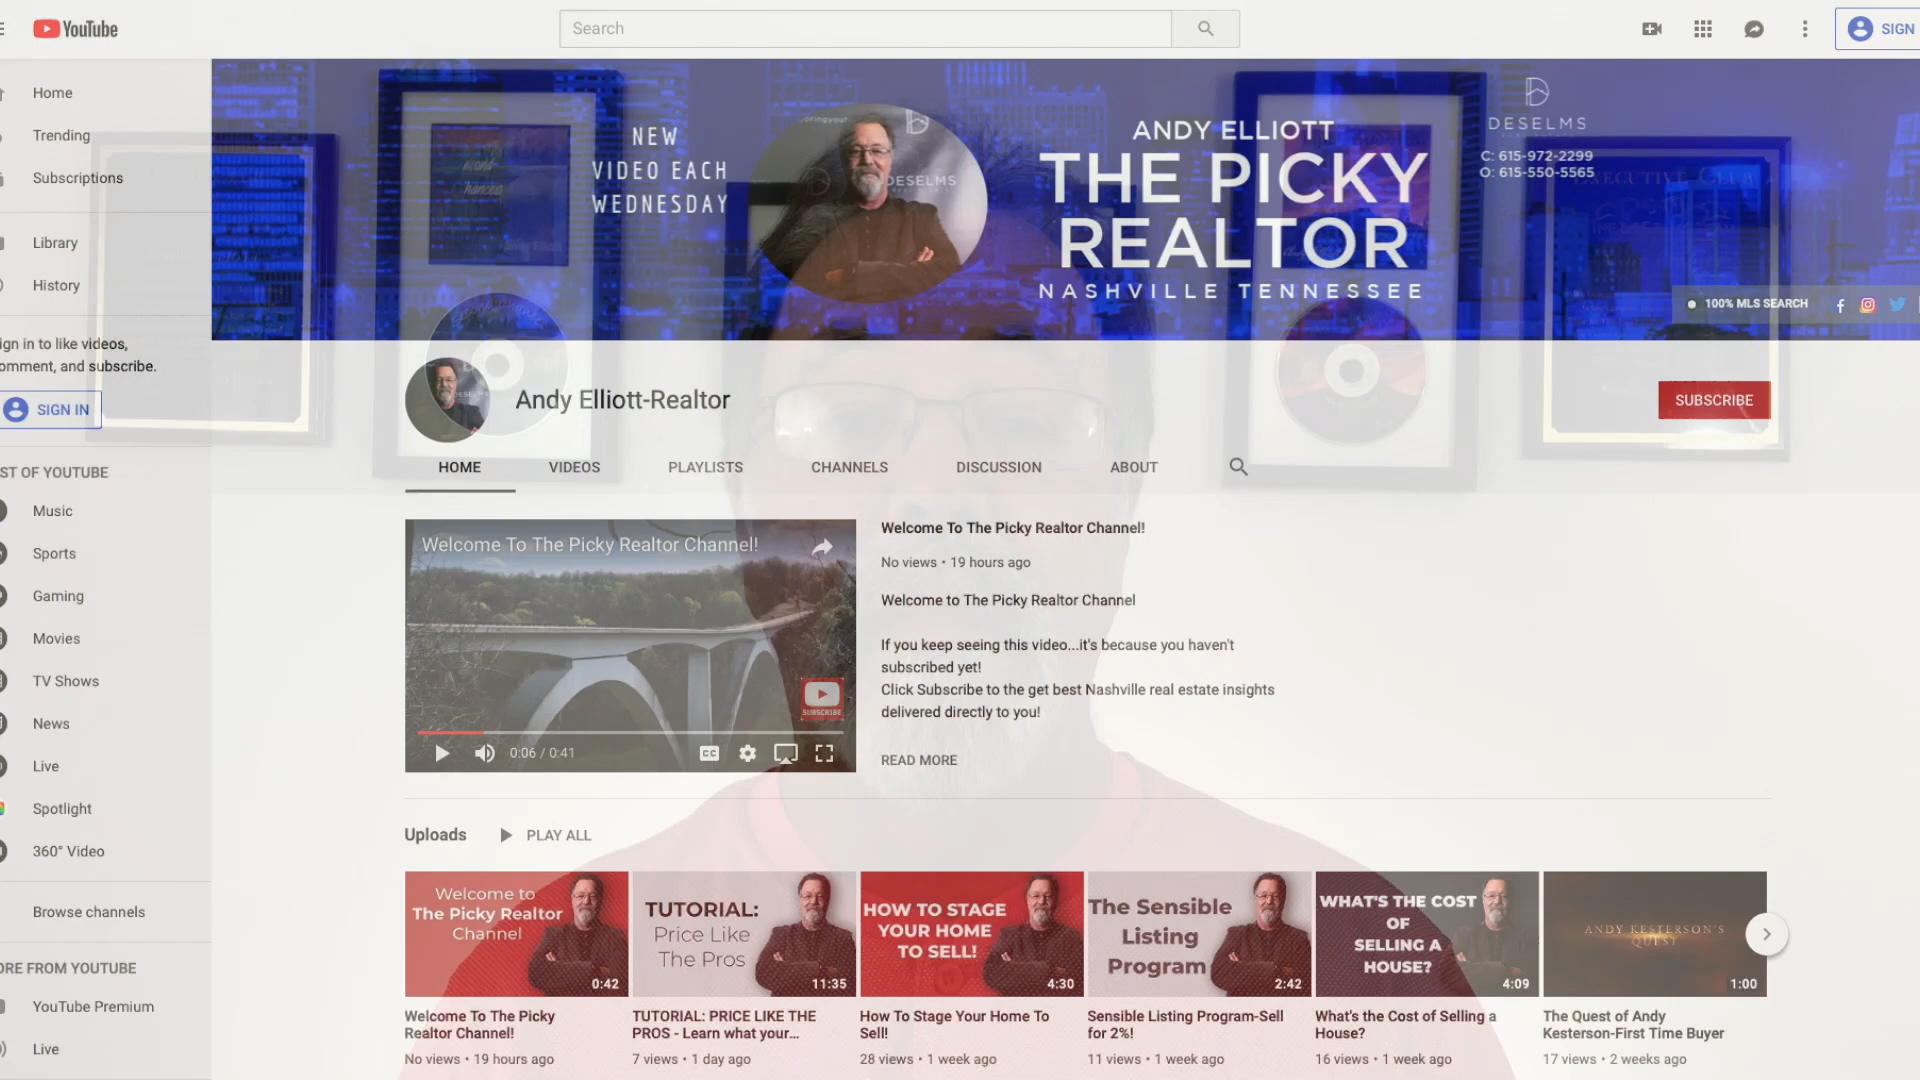 YouTube
Search
SIGN
Home
Trending
Subscriptions
Library
History
ign in to like videos,
omment, and subscribe.
SIGN IN
ST OF YOUTUBE
Music
Sports
Gaming
Movies
TV Shows
News
Live
Spotlight
360° Video
Browse channels
ORE FROM YOUTUBE
YouTube Premium
Live
NEW
VIDEO EACH
WEDNESDAY
DESELMS
ANDY ELLIOTT
THE PICKY
REALTOR
NASHVILLE TENNESSEE
DESELMS
C: 615-972-2299
O: 615-550-5565
EXECUTIVE CLUB
100% MLS SEARCH
Andy Elliott-Realtor
SUBSCRIBE
HOME
VIDEOS
PLAYLISTS
CHANNELS
DISCUSSION
ABOUT
Welcome To The Picky Realtor Channel!
SUBSCRIBE
0:06 / 0:41
CC
Welcome To The Picky Realtor Channel!
No views • 19 hours ago
Welcome to The Picky Realtor Channel
If you keep seeing this video...it's because you haven't
subscribed yet!
Click Subscribe to the get best Nashville real estate insights
delivered directly to you!
READ MORE
Uploads
PLAY ALL
Welcome to
The Picky Realtor
Channel
0:42
Welcome To The Picky
Realtor Channel!
No views • 19 hours ago
TUTORIAL:
Price Like
The Pros
11:35
TUTORIAL: PRICE LIKE THE
PROS - Learn what your...
7 views • 1 day ago
HOW TO STAGE
YOUR HOME
TO SELL!
4:30
How To Stage Your Home To
Sell!
28 views • 1 week ago
The Sensible
Listing
Program
2:42
Sensible Listing Program-Sell
for 2%!
11 views • 1 week ago
WHAT'S THE COST
OF
SELLING A
HOUSE?
4:09
What's the Cost of Selling a
House?
16 views • 1 week ago
ANDY KESTERSON'S
QUEST
1:00
The Quest of Andy
Kesterson-First Time Buyer
17 views • 2 weeks ago